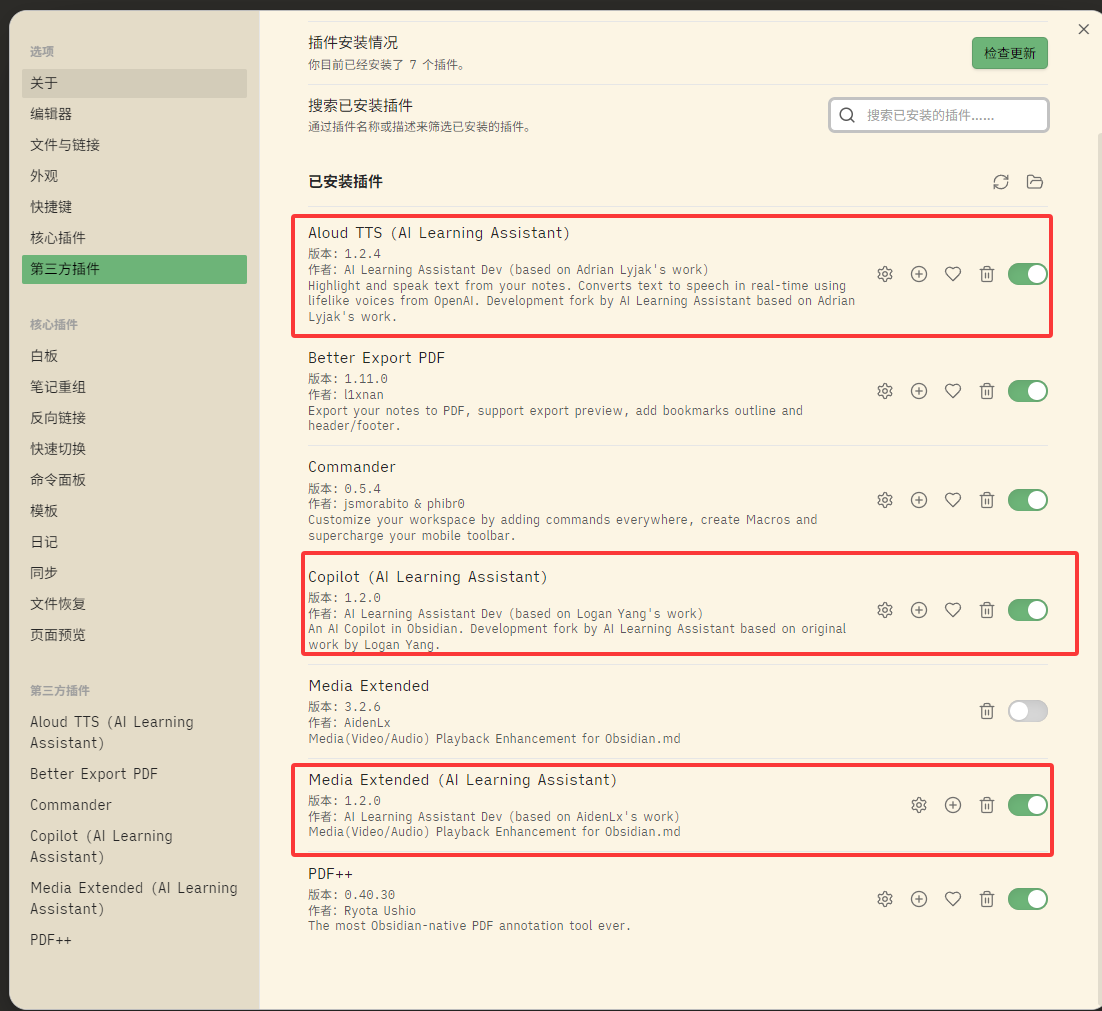 选项
关于
编辑器
文件与链接
外观
快捷键
核心插件
第三方插件
核心插件
白板
笔记重组
反向链接
快速切换
命令面板
模板
日记
同步
文件恢复
页面预览
第三方插件
Aloud TTS (AI Learning
Assistant)
Better Export PDF
Commander
Copilot (AI Learning
Assistant)
Media Extended (AI Learning
Assistant)
PDF++
插件安装情况
你目前已经安装了 7 个插件。
检查更新
搜索已安装插件
通过插件名称或描述来筛选已安装的插件。
搜索已安装的插件……
已安装插件
Aloud TTS (AI Learning Assistant)
版本: 1.2.4
作者: AI Learning Assistant Dev (based on Adrian Lyjak's work)
Highlight and speak text from your notes. Converts text to speech in real-time using
lifelike voices from OpenAI. Development fork by AI Learning Assistant based on Adrian
Lyjak's work.
Better Export PDF
版本: 1.11.0
作者: l1xnan
Export your notes to PDF, support export preview, add bookmarks outline and
header/footer.
Commander
版本: 0.5.4
作者: jsmorabito & phibr0
Customize your workspace by adding commands everywhere, create Macros and
supercharge your mobile toolbar.
Copilot (AI Learning Assistant)
版本: 1.2.0
作者: AI Learning Assistant Dev (based on Logan Yang's work)
An AI Copilot in Obsidian. Development fork by AI Learning Assistant based on original
work by Logan Yang.
Media Extended
版本: 3.2.6
作者: AidenLx
Media(Video/Audio) Playback Enhancement for Obsidian.md
Media Extended (AI Learning Assistant)
版本: 1.2.0
作者: AI Learning Assistant Dev (based on AidenLx's work)
Media(Video/Audio) Playback Enhancement for Obsidian.md
PDF++
版本: 0.40.30
作者: Ryota Ushio
The most Obsidian-native PDF annotation tool ever.